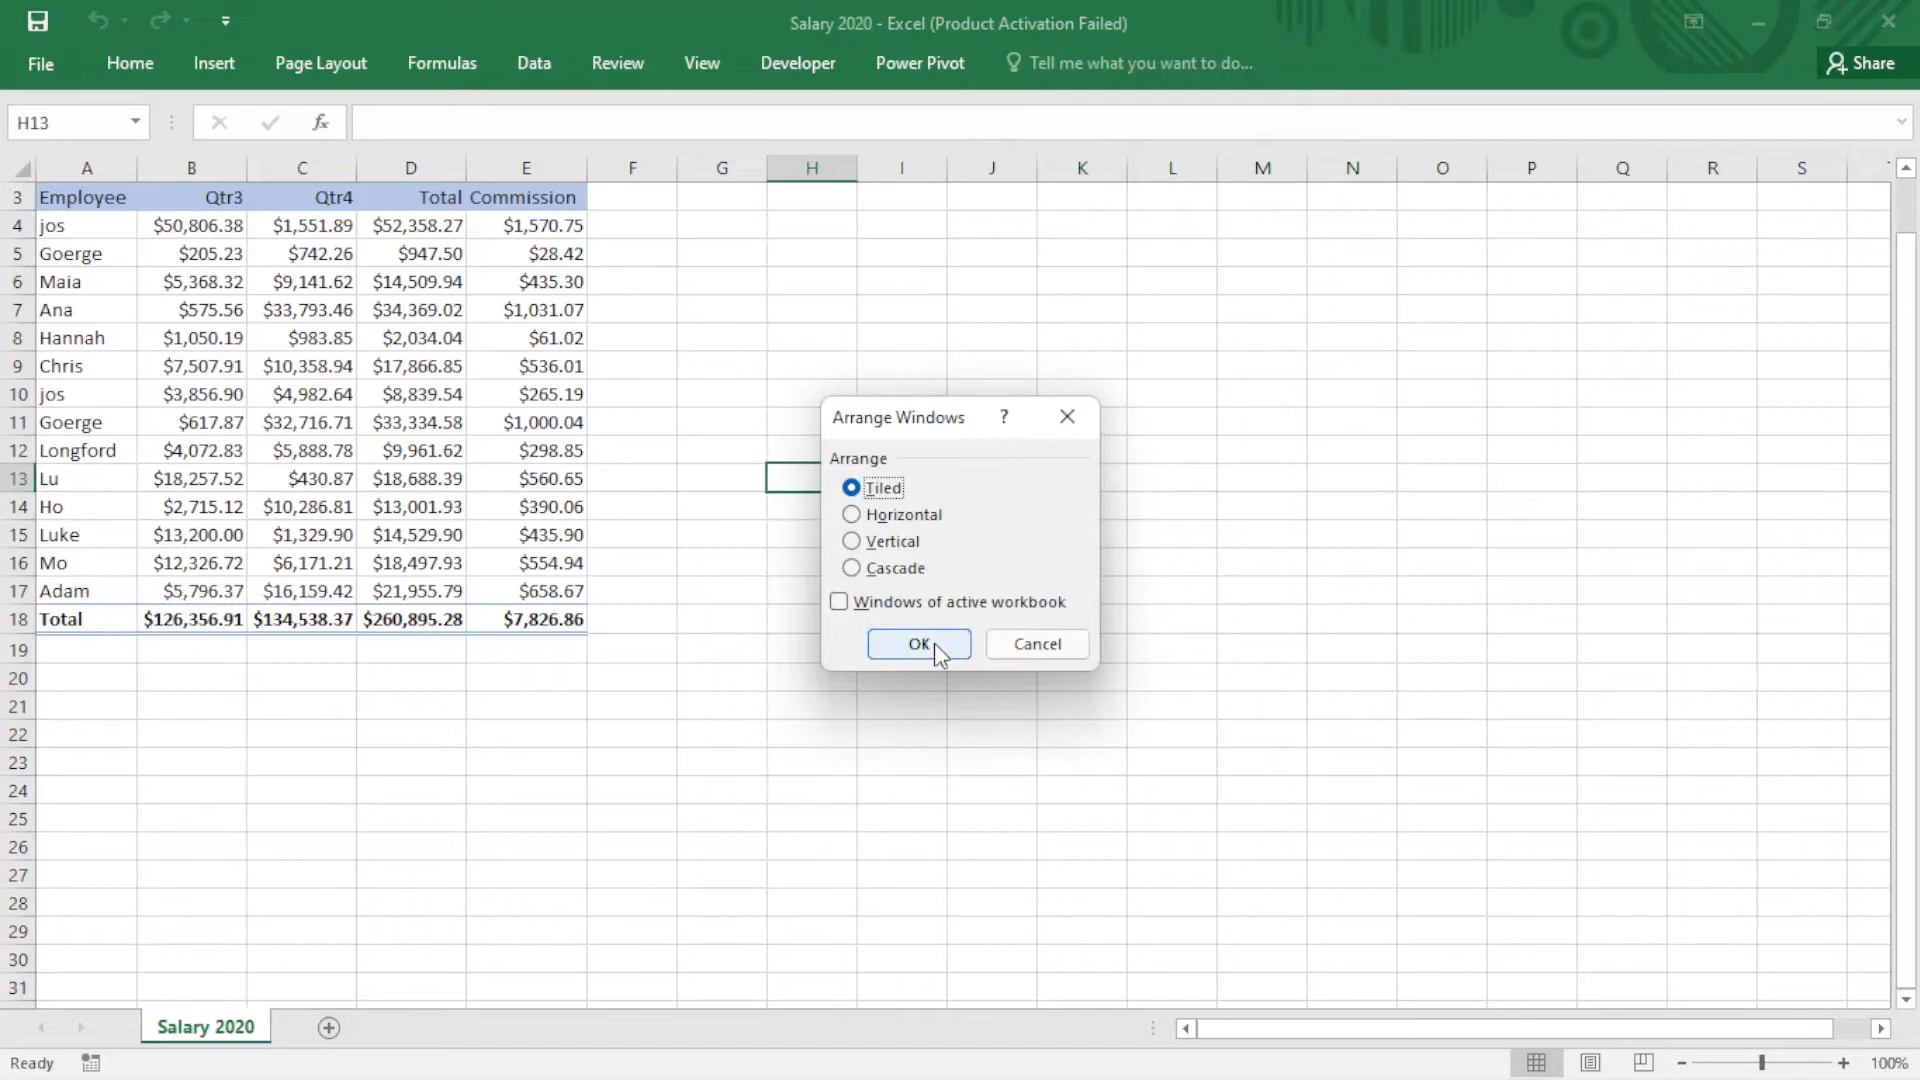 Salary 2020 - Excel (Product Activation Failed)
File Home Insert Page Layout Formulas Data Review View Developer Power Pivot Tell me what you want to do... Share
H13 fx
A B C D E F G H I J K L M N O P Q R S
3 Employee Qtr3 Qtr4 Total Commission
4 jos $50,806.38 $1,551.89 $52,358.27 $1,570.75
5 Goerge $205.23 $742.26 $947.50 $28.42
6 Maia $5,368.32 $9,141.62 $14,509.94 $435.30
7 Ana $575.56 $33,793.46 $34,369.02 $1,031.07
8 Hannah $1,050.19 $983.85 $2,034.04 $61.02
9 Chris $7,507.91 $10,358.94 $17,866.85 $536.01
10 jos $3,856.90 $4,982.64 $8,839.54 $265.19
11 Goerge $617.87 $32,716.71 $33,334.58 $1,000.04
12 Longford $4,072.83 $5,888.78 $9,961.62 $298.85
13 Lu $18,257.52 $430.87 $18,688.39 $560.65
14 Ho $2,715.12 $10,286.81 $13,001.93 $390.06
15 Luke $13,200.00 $1,329.90 $14,529.90 $435.90
16 Mo $12,326.72 $6,171.21 $18,497.93 $554.94
17 Adam $5,796.37 $16,159.42 $21,955.79 $658.67
18 Total $126,356.91 $134,538.37 $260,895.28 $7,826.86
19
20
21
22
23
24
25
26
27
28
29
30
31
Arrange Windows ?
Arrange
Tiled
Horizontal
Vertical
Cascade
Windows of active workbook
OK Cancel
Salary 2020
Ready 100%